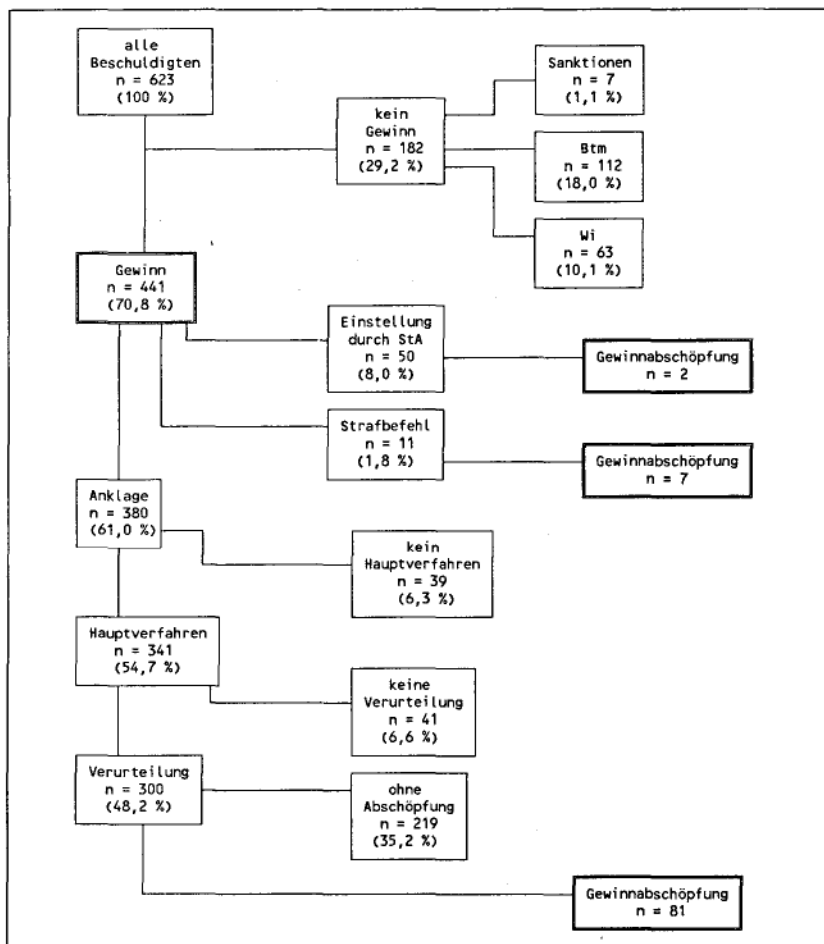 alle
Beschuldigten
n = 623
(100 %)
Sanktionen
n = 7
(1,1 %)
kein
Gewinn
n = 182
(29,2 %)
Btm
n = 112
(18,0 %)
Wi
n = 63
(10,1 %)
Gewinn
n = 441
(70,8 %)
Einstellung
durch StA
n = 50
(8,0 %)
Gewinnabschöpfung
n = 2
Strafbefehl
n = 11
(1,8 %)
Gewinnabschöpfung
n = 7
Anklage
n = 380
(61,0 %)
kein
Hauptverfahren
n = 39
(6,3 %)
Hauptverfahren
n = 341
(54,7 %)
keine
Verurteilung
n = 41
(6,6 %)
Verurteilung
n = 300
(48,2 %)
ohne
Abschöpfung
n = 219
(35,2 %)
Gewinnabschöpfung
n = 81